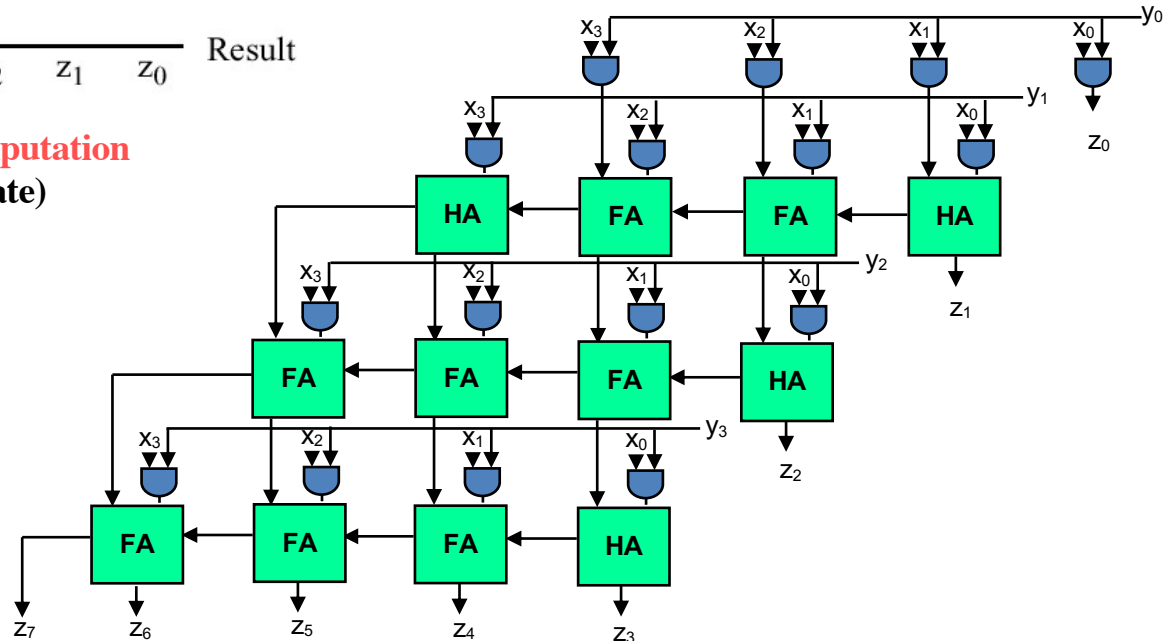 y0
x3 x2 x1 x0
Result
z1 z0
y1
x3 x2 x1 x0
z0
HA FA FA HA
y2
x3 x2 x1 x0
z1
FA FA FA HA
y3
x3 x2 x1 x0
z2
FA FA FA HA
z7 z6 z5 z4 z3